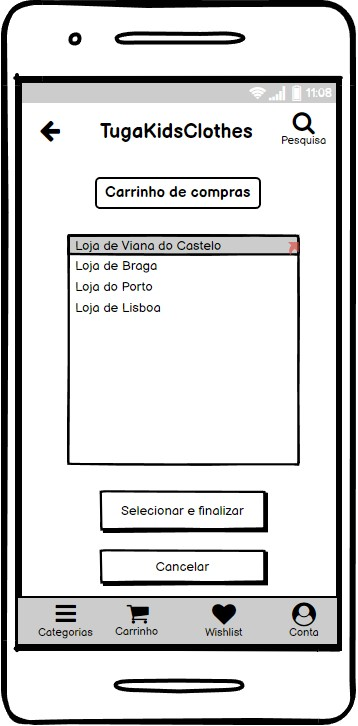 11:08
TugaKidsClothes
Pesquisa
Carrinho de compras
Loja de Viana do Castelo
Loja de Braga
Loja do Porto
Loja de Lisboa
Selecionar e finalizar
Cancelar
Categorias Carrinho Wishlist Conta